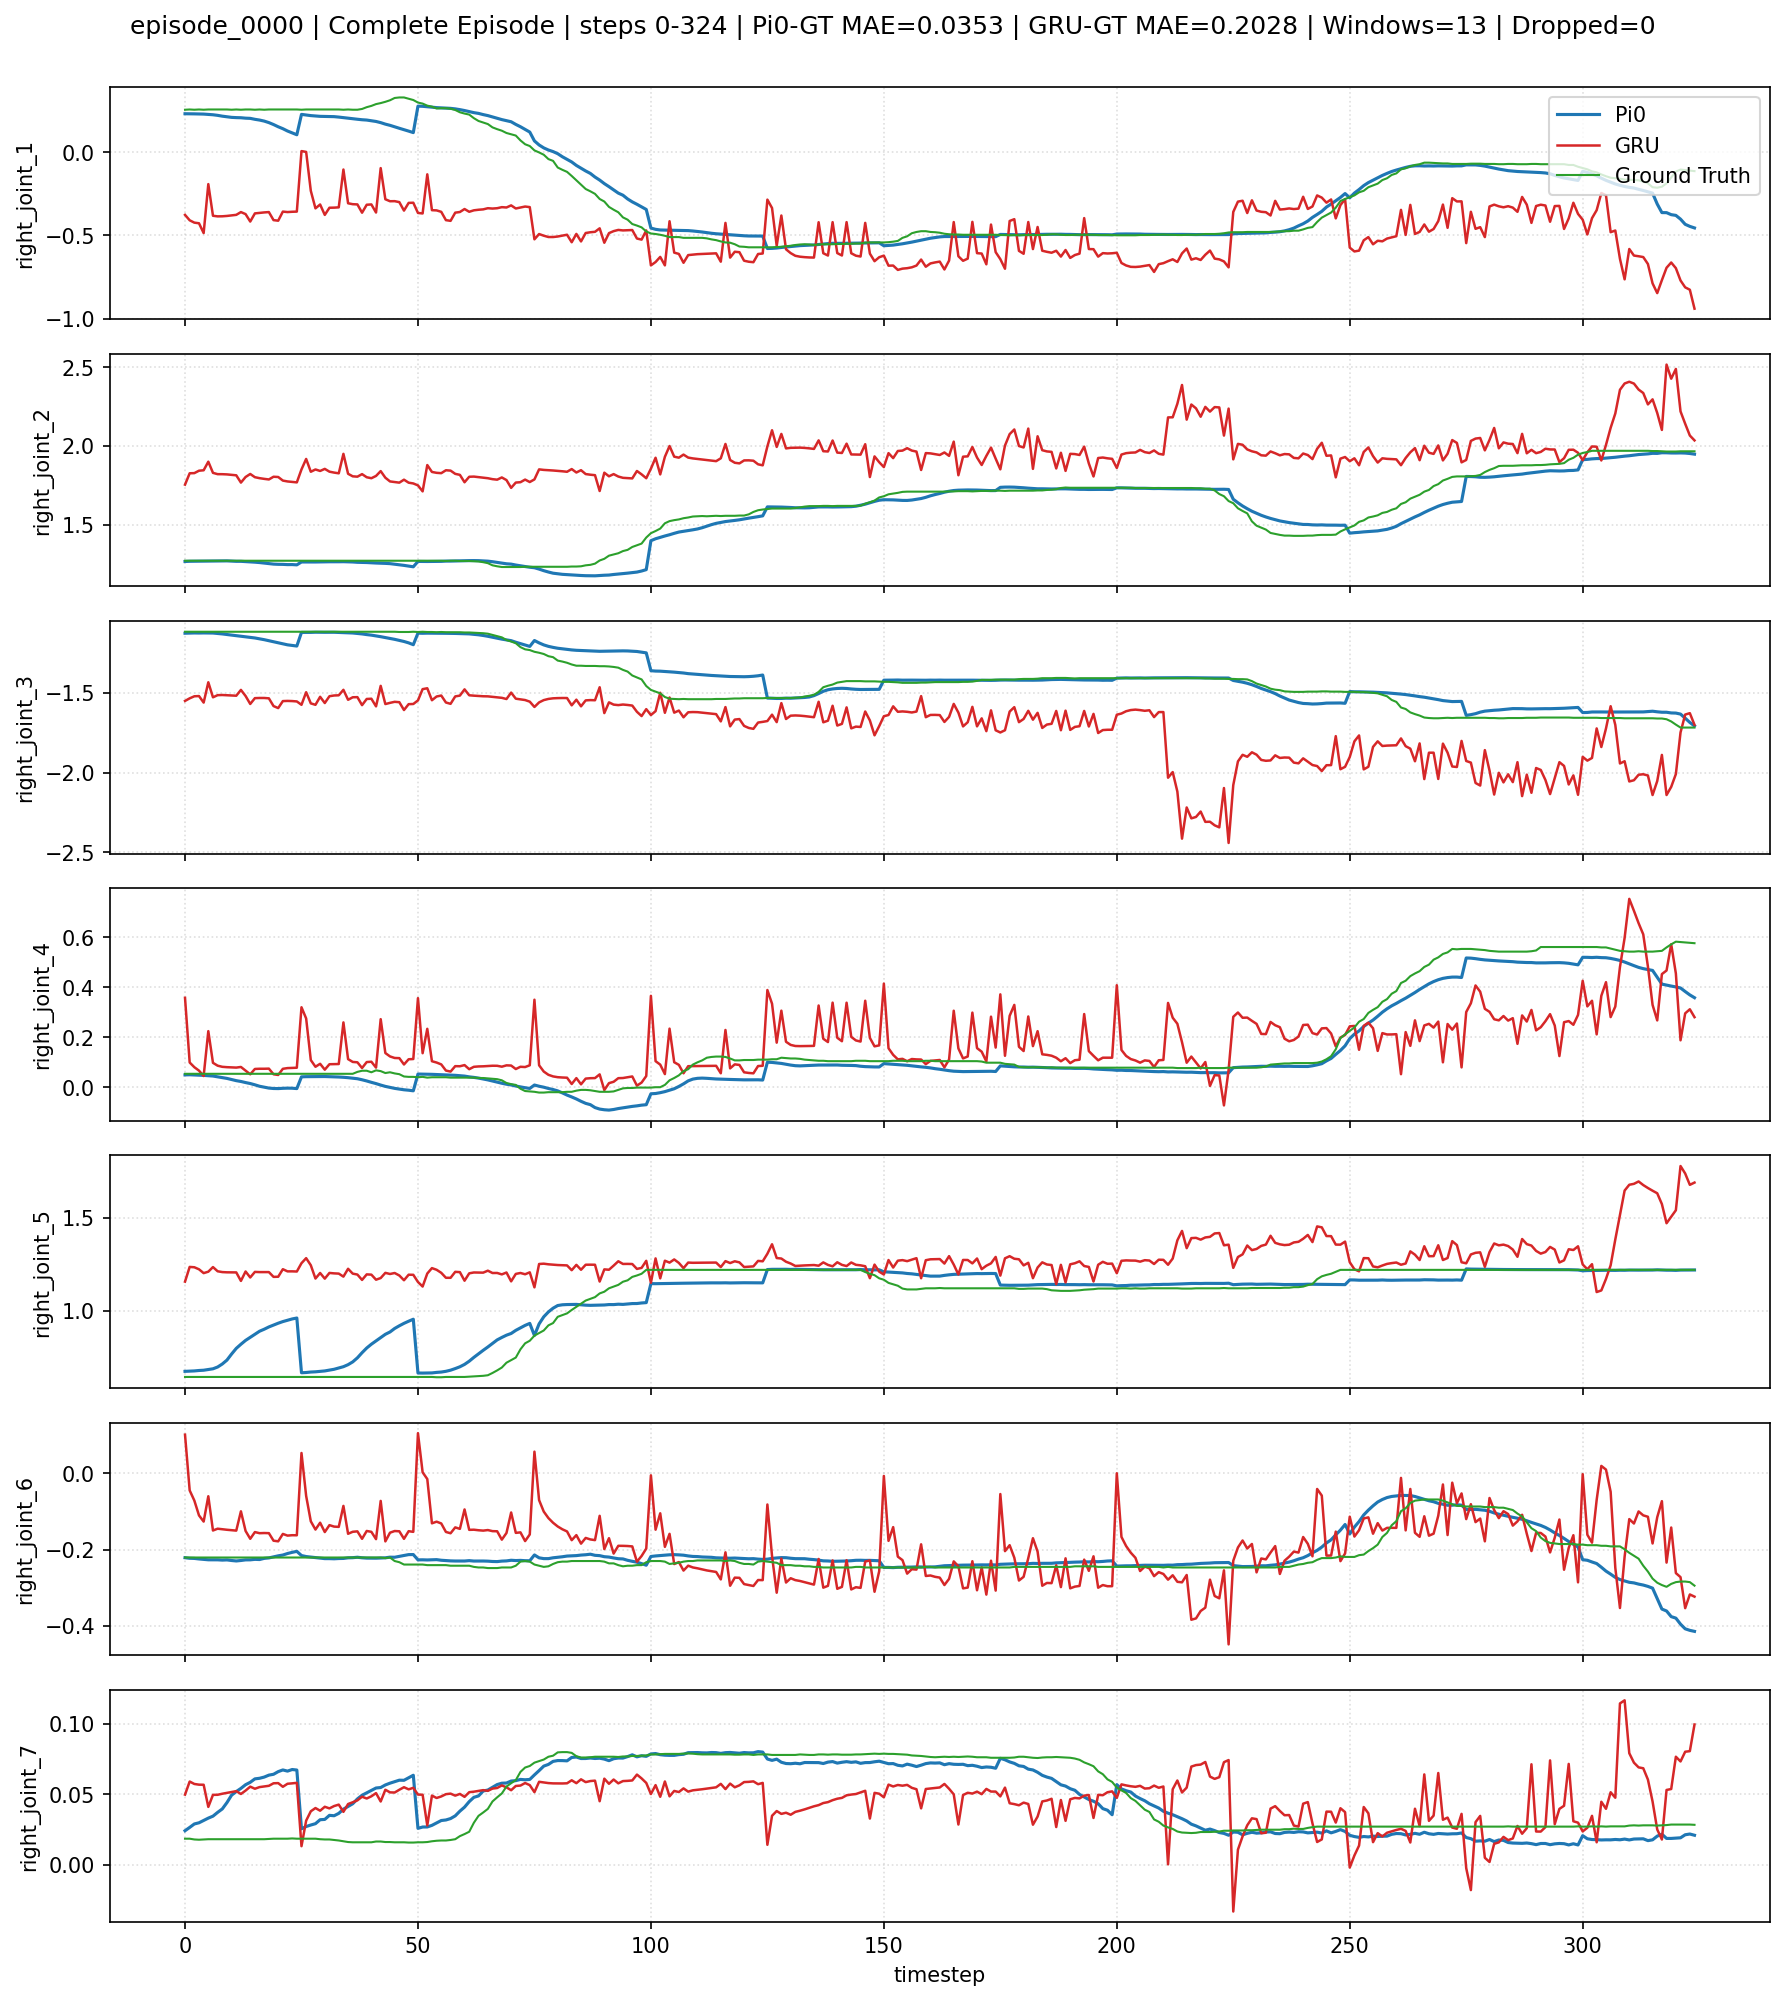 episode_0000 | Complete Episode | steps 0-324 | Pi0-GT MAE=0.0353 | GRU-GT MAE=0.2028 | Windows=13 | Dropped=0
right_joint_1
0.0
−0.5
−1.0
Pi0
GRU
Ground Truth
right_joint_2
2.5
2.0
1.5
right_joint_3
−1.5
−2.0
−2.5
right_joint_4
0.6
0.4
0.2
0.0
right_joint_5
1.5
1.0
right_joint_6
0.0
−0.2
−0.4
right_joint_7
0.10
0.05
0.00
0 50 100 150 200 250 300
timestep